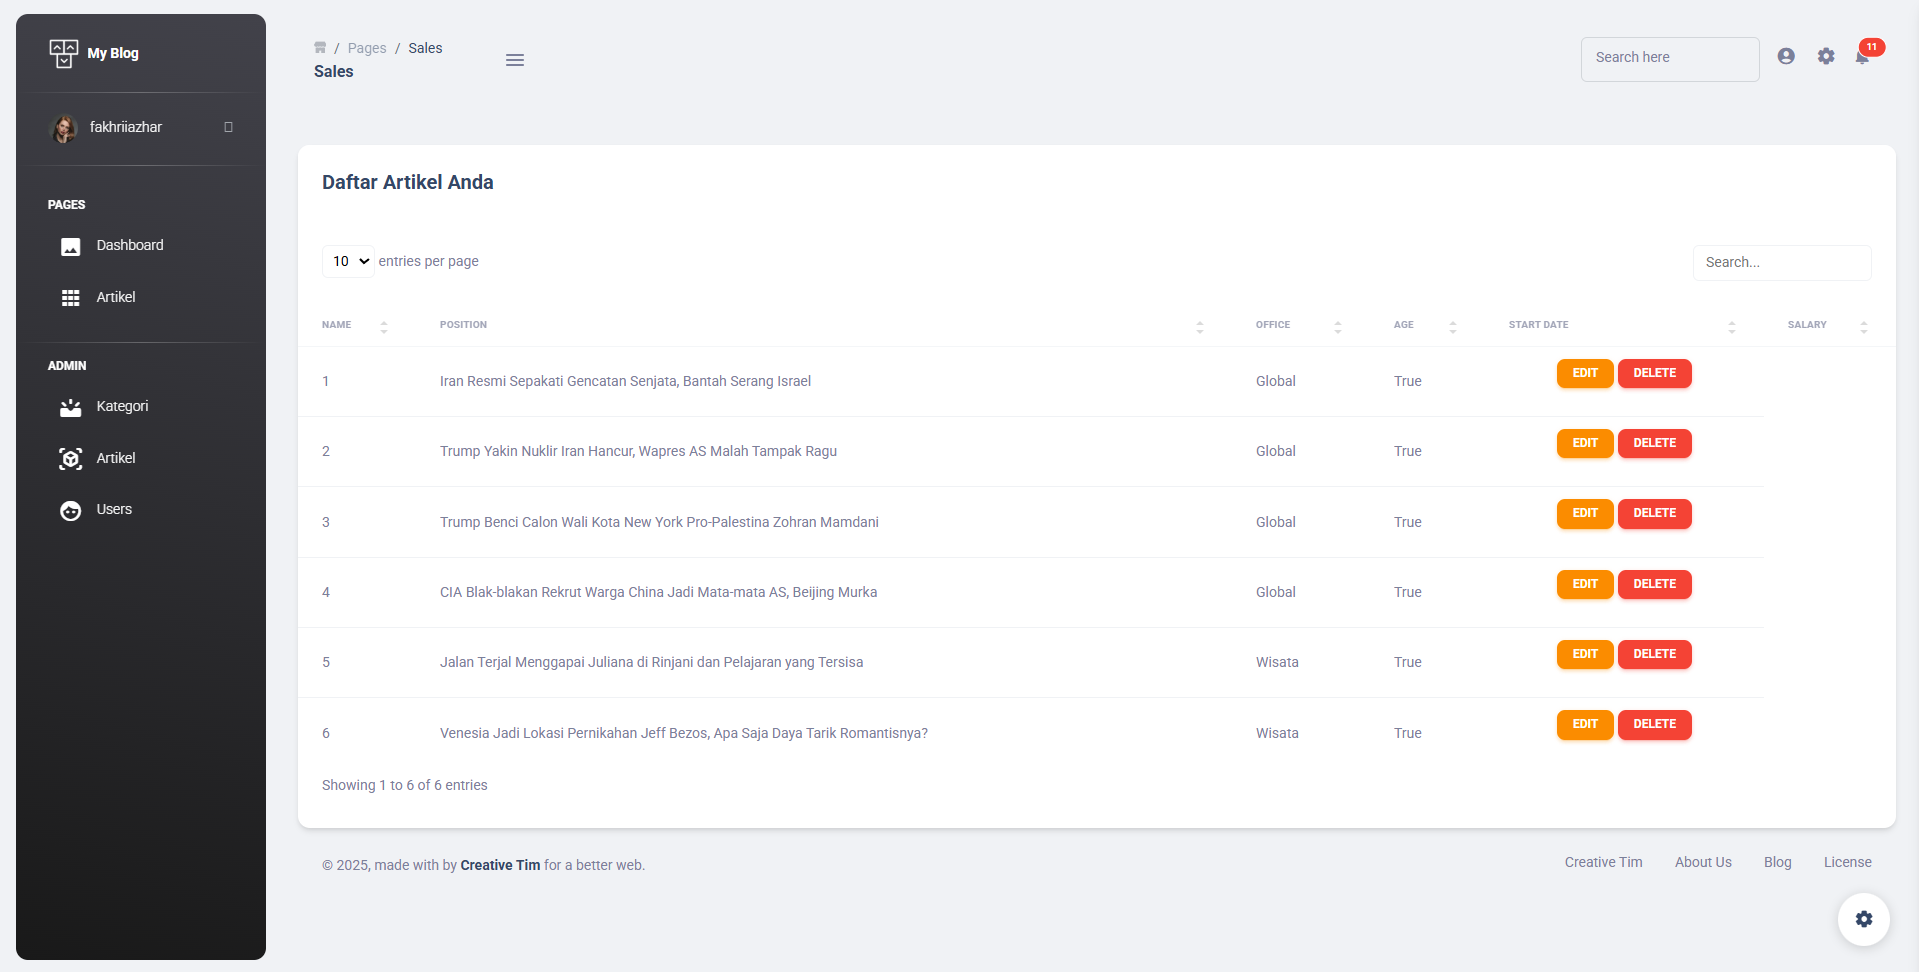 My Blog
fakhriiazhar
PAGES
Dashboard
Artikel
ADMIN
Kategori
Artikel
Users
/ Pages / Sales
Sales
Search here
11
Daftar Artikel Anda
10 entries per page
Search...
NAME POSITION OFFICE AGE START DATE SALARY
1 Iran Resmi Sepakati Gencatan Senjata, Bantah Serang Israel Global True EDIT DELETE
2 Trump Yakin Nuklir Iran Hancur, Wapres AS Malah Tampak Ragu Global True EDIT DELETE
3 Trump Benci Calon Wali Kota New York Pro-Palestina Zohran Mamdani Global True EDIT DELETE
4 CIA Blak-blakan Rekrut Warga China Jadi Mata-mata AS, Beijing Murka Global True EDIT DELETE
5 Jalan Terjal Menggapai Juliana di Rinjani dan Pelajaran yang Tersisa Wisata True EDIT DELETE
6 Venesia Jadi Lokasi Pernikahan Jeff Bezos, Apa Saja Daya Tarik Romantisnya? Wisata True EDIT DELETE
Showing 1 to 6 of 6 entries
© 2025, made with by Creative Tim for a better web.
Creative Tim About Us Blog License